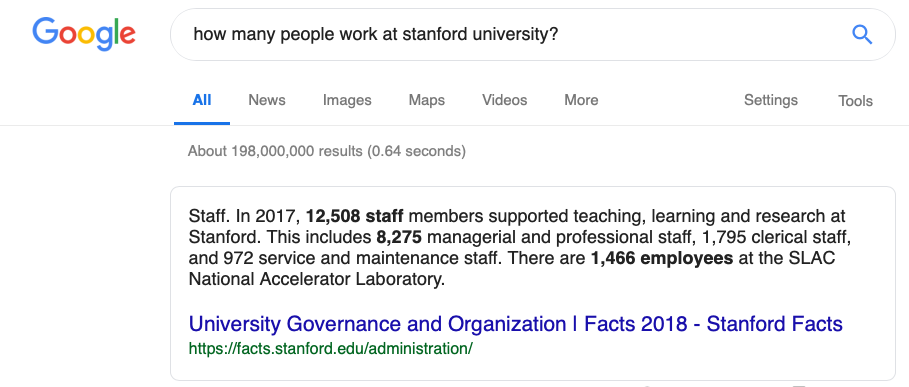 Google
how many people work at stanford university?
All News Images Maps Videos More Settings Tools
About 198,000,000 results (0.64 seconds)
Staff. In 2017, 12,508 staff members supported teaching, learning and research at
Stanford. This includes 8,275 managerial and professional staff, 1,795 clerical staff,
and 972 service and maintenance staff. There are 1,466 employees at the SLAC
National Accelerator Laboratory.
University Governance and Organization | Facts 2018 - Stanford Facts
https://facts.stanford.edu/administration/